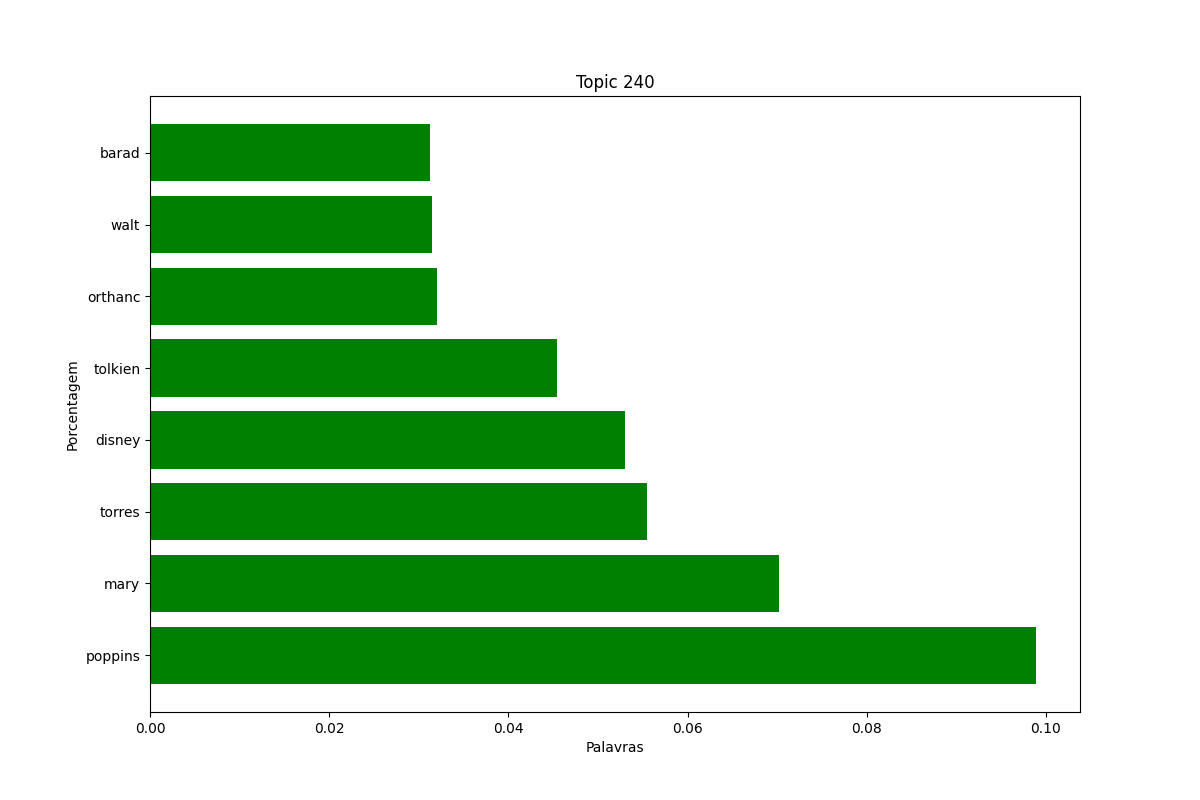 Topic 240
barad
walt
orthanc
tolkien
disney
torres
mary
poppins
Porcentagem
0.00 0.02 0.04 0.06 0.08 0.10
Palavras